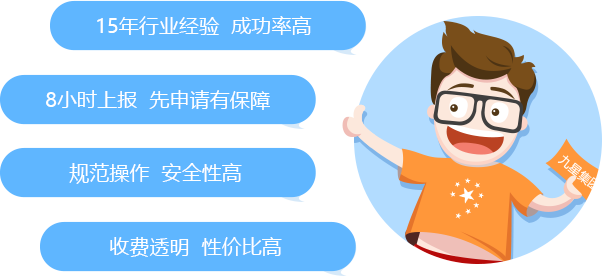 15年行业经验 成功率高
8小时上报 先申请有保障
规范操作 安全性高
收费透明 性价比高
九星集团